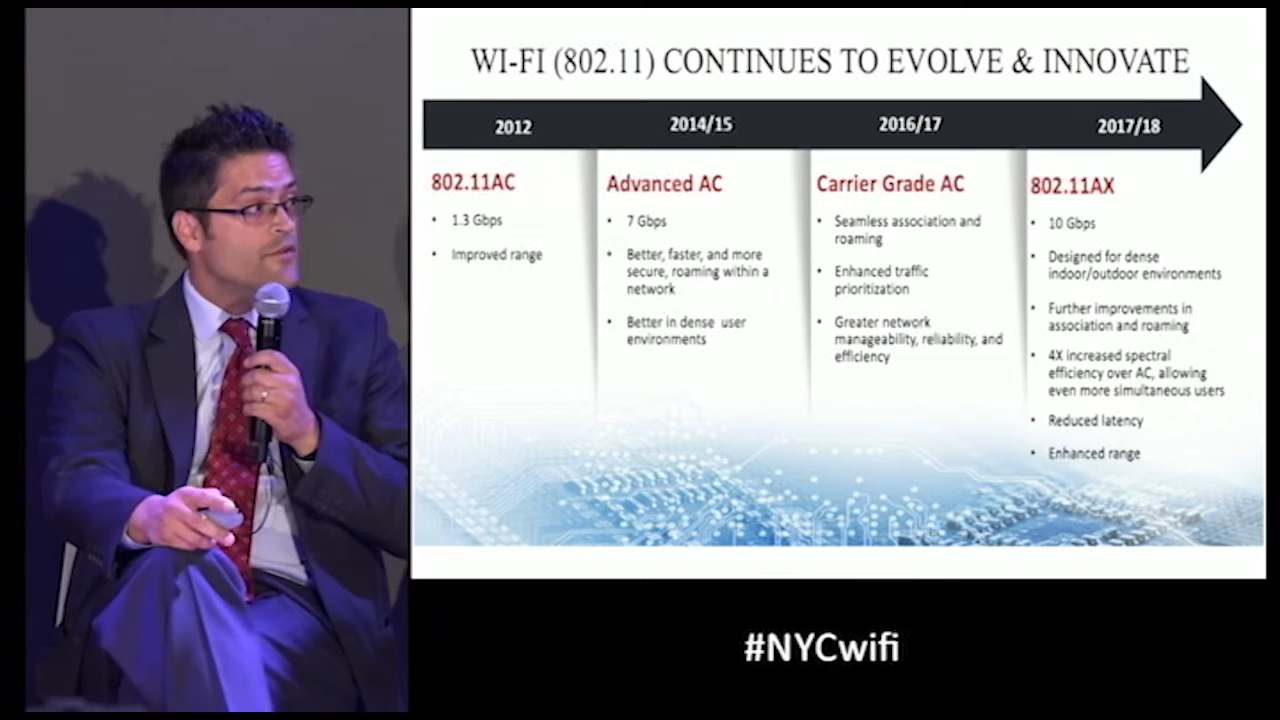 WI-FI (802.11) CONTINUES TO EVOLVE & INNOVATE
2012
2014/15
2016/17
2017/18
802.11AC
• 1.3 Gbps
• Improved range
Advanced AC
• 7 Gbps
• Better, faster, and more
secure, roaming within a
network
• Better in dense user
environments
Carrier Grade AC
• Seamless association and
roaming
• Enhanced traffic
prioritization
• Greater network
manageability, reliability, and
efficiency
802.11AX
• 10 Gbps
• Designed for dense
indoor/outdoor environments
• Further improvements in
association and roaming
• 4X increased spectral
efficiency over AC, allowing
even more simultaneous users
• Reduced latency
• Enhanced range
#NYCwifi